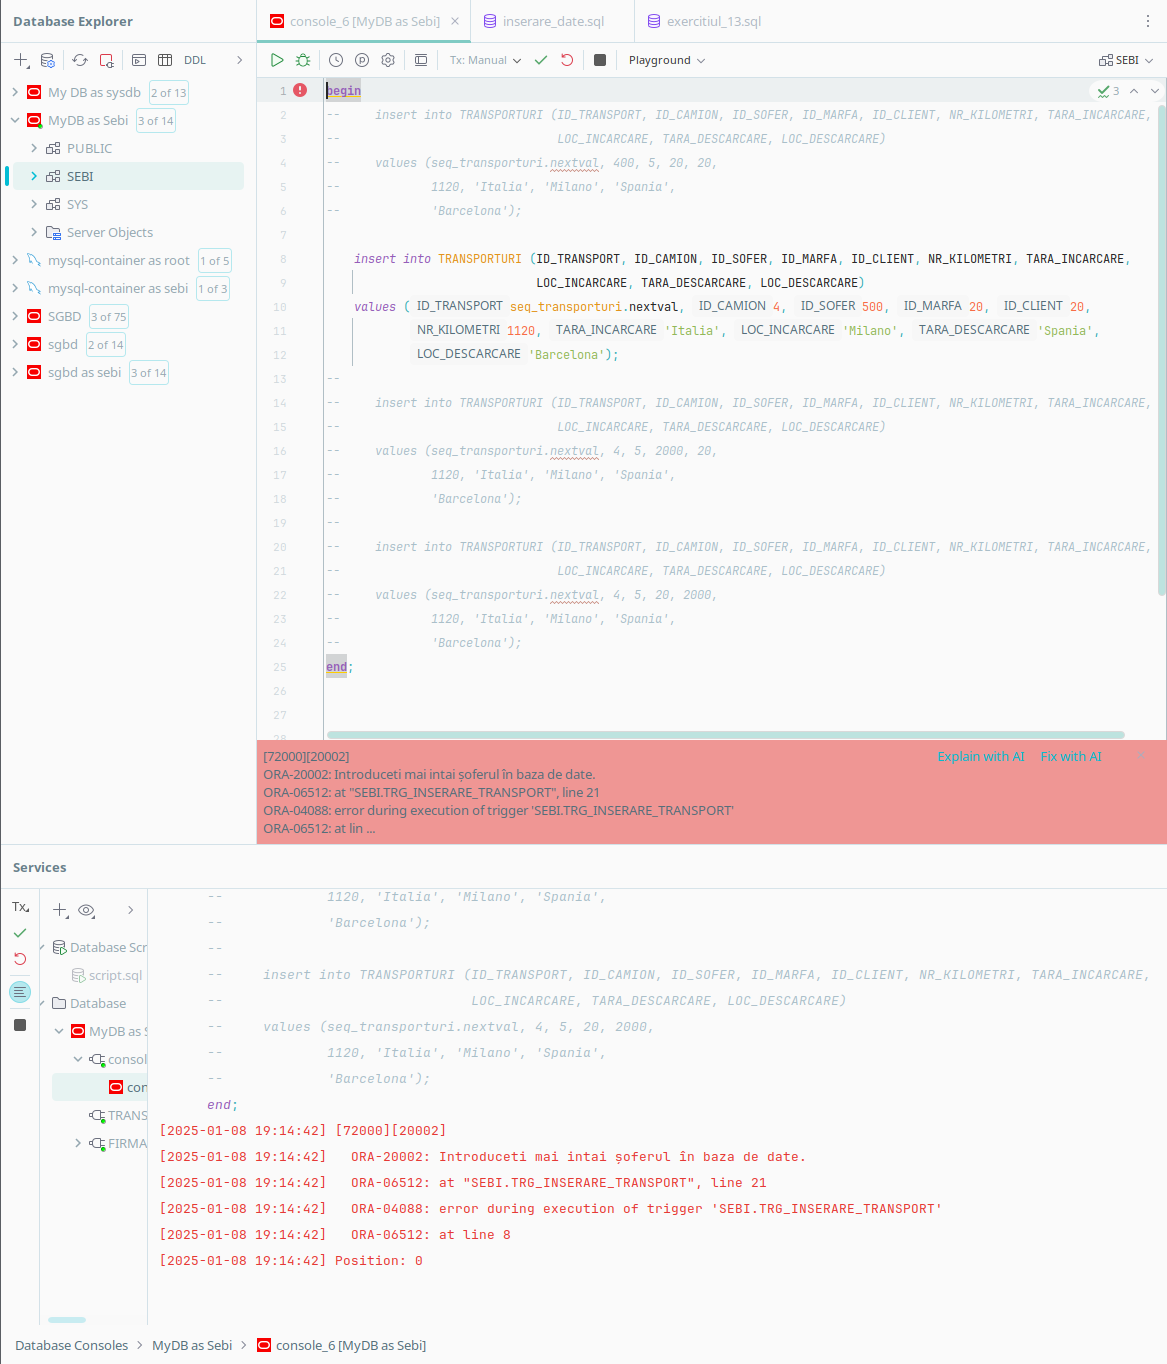 Database Explorer
console_6 [MyDB as Sebi]
inserare_date.sql
exercitiul_13.sql
DDL
Tx: Manual
Playground
SEBI
My DB as sysdb 2 of 13
MyDB as Sebi 3 of 14
PUBLIC
SEBI
SYS
Server Objects
mysql-container as root 1 of 5
mysql-container as sebi 1 of 3
SGBD 3 of 75
sgbd 2 of 14
sgbd as sebi 3 of 14
3
1 begin
2 -- insert into TRANSPORTURI (ID_TRANSPORT, ID_CAMION, ID_SOFER, ID_MARFA, ID_CLIENT, NR_KILOMETRI, TARA_INCARCARE,
3 -- LOC_INCARCARE, TARA_DESCARCARE, LOC_DESCARCARE)
4 -- values (seq_transporturi.nextval, 400, 5, 20, 20,
5 -- 1120, 'Italia', 'Milano', 'Spania',
6 -- 'Barcelona');
7
8 insert into TRANSPORTURI (ID_TRANSPORT, ID_CAMION, ID_SOFER, ID_MARFA, ID_CLIENT, NR_KILOMETRI, TARA_INCARCARE,
9 LOC_INCARCARE, TARA_DESCARCARE, LOC_DESCARCARE)
10 values ( ID_TRANSPORT seq_transporturi.nextval, ID_CAMION 4, ID_SOFER 500, ID_MARFA 20, ID_CLIENT 20,
11 NR_KILOMETRI 1120, TARA_INCARCARE 'Italia', LOC_INCARCARE 'Milano', TARA_DESCARCARE 'Spania',
12 LOC_DESCARCARE 'Barcelona');
13 --
14 -- insert into TRANSPORTURI (ID_TRANSPORT, ID_CAMION, ID_SOFER, ID_MARFA, ID_CLIENT, NR_KILOMETRI, TARA_INCARCARE,
15 -- LOC_INCARCARE, TARA_DESCARCARE, LOC_DESCARCARE)
16 -- values (seq_transporturi.nextval, 4, 5, 2000, 20,
17 -- 1120, 'Italia', 'Milano', 'Spania',
18 -- 'Barcelona');
19 --
20 -- insert into TRANSPORTURI (ID_TRANSPORT, ID_CAMION, ID_SOFER, ID_MARFA, ID_CLIENT, NR_KILOMETRI, TARA_INCARCARE,
21 -- LOC_INCARCARE, TARA_DESCARCARE, LOC_DESCARCARE)
22 -- values (seq_transporturi.nextval, 4, 5, 20, 2000,
23 -- 1120, 'Italia', 'Milano', 'Spania',
24 -- 'Barcelona');
25 end;
26
27
28
[72000][20002]
Explain with AI Fix with AI
ORA-20002: Introduceti mai intai șoferul în baza de date.
ORA-06512: at "SEBI.TRG_INSERARE_TRANSPORT", line 21
ORA-04088: error during execution of trigger 'SEBI.TRG_INSERARE_TRANSPORT'
ORA-06512: at lin ...
Services
Tx
Database Scr
script.sql
Database
MyDB as S
consol
con
TRANS
FIRMA
-- 1120, 'Italia', 'Milano', 'Spania',
-- 'Barcelona');
--
-- insert into TRANSPORTURI (ID_TRANSPORT, ID_CAMION, ID_SOFER, ID_MARFA, ID_CLIENT, NR_KILOMETRI, TARA_INCARCARE,
-- LOC_INCARCARE, TARA_DESCARCARE, LOC_DESCARCARE)
-- values (seq_transporturi.nextval, 4, 5, 20, 2000,
-- 1120, 'Italia', 'Milano', 'Spania',
-- 'Barcelona');
end;
[2025-01-08 19:14:42] [72000][20002]
[2025-01-08 19:14:42] ORA-20002: Introduceti mai intai șoferul în baza de date.
[2025-01-08 19:14:42] ORA-06512: at "SEBI.TRG_INSERARE_TRANSPORT", line 21
[2025-01-08 19:14:42] ORA-04088: error during execution of trigger 'SEBI.TRG_INSERARE_TRANSPORT'
[2025-01-08 19:14:42] ORA-06512: at line 8
[2025-01-08 19:14:42] Position: 0
Database Consoles > MyDB as Sebi > console_6 [MyDB as Sebi]